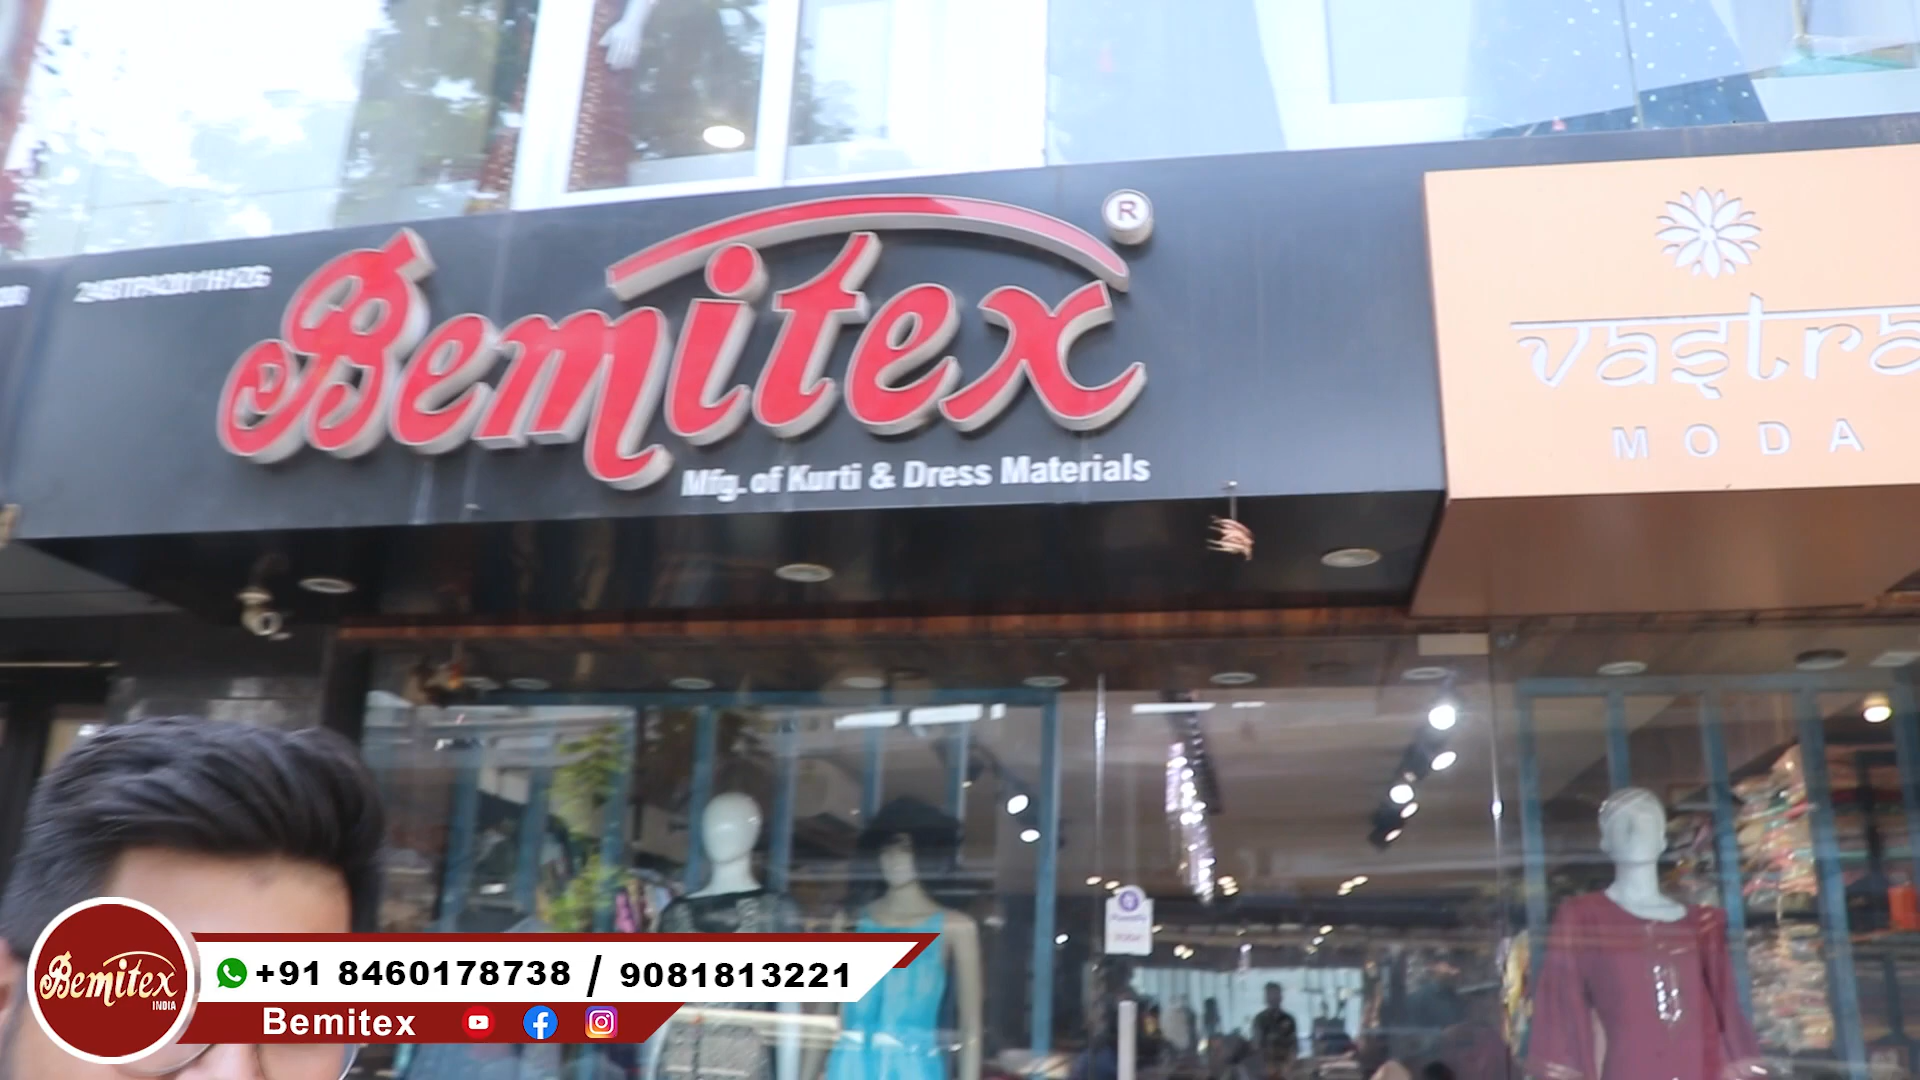 Bemitex ®
Mfg. of Kurti & Dress Materials
vastra
MODA
Bemitex
INDIA
+91 8460178738 / 9081813221
Bemitex